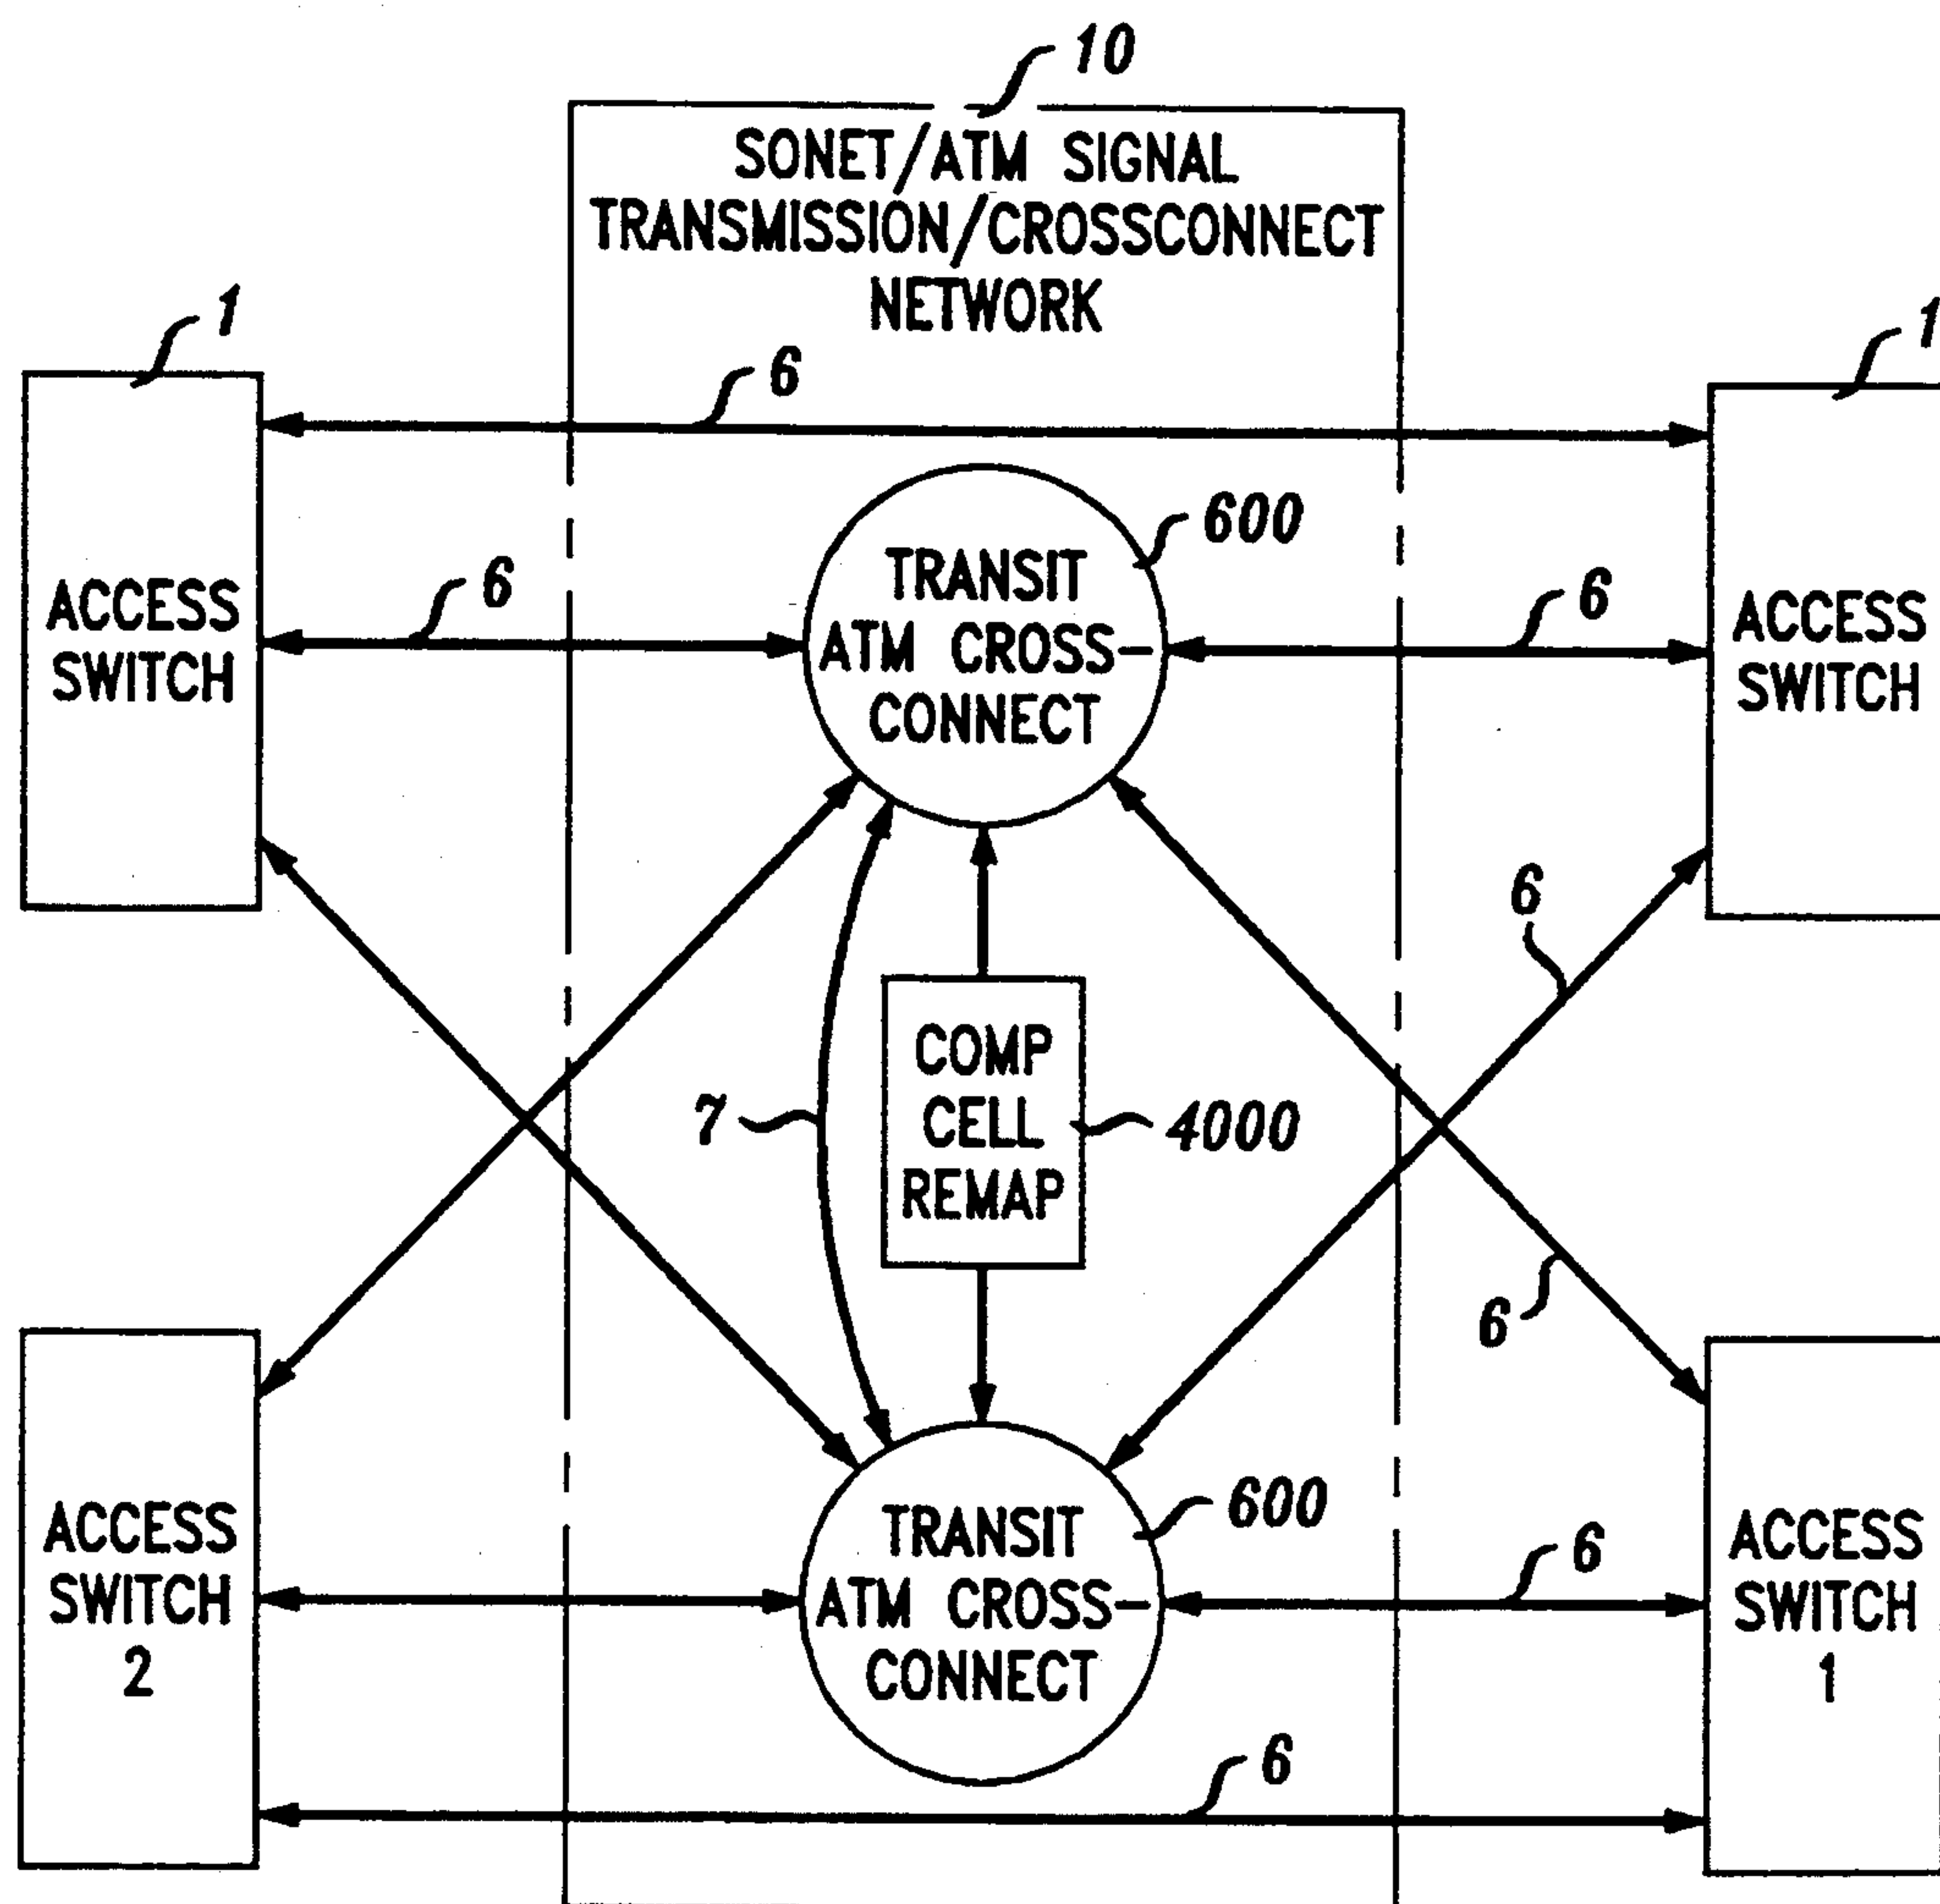 10
SONET/ATM SIGNAL
TRANSMISSION/CROSSCONNECT
NETWORK
1
1
6
600
TRANSIT
ATM CROSS-
CONNECT
6
6
ACCESS
SWITCH
ACCESS
SWITCH
6
COMP
CELL
REMAP
7
4000
6
600
TRANSIT
ATM CROSS-
CONNECT
6
ACCESS
SWITCH
2
ACCESS
SWITCH
1
6